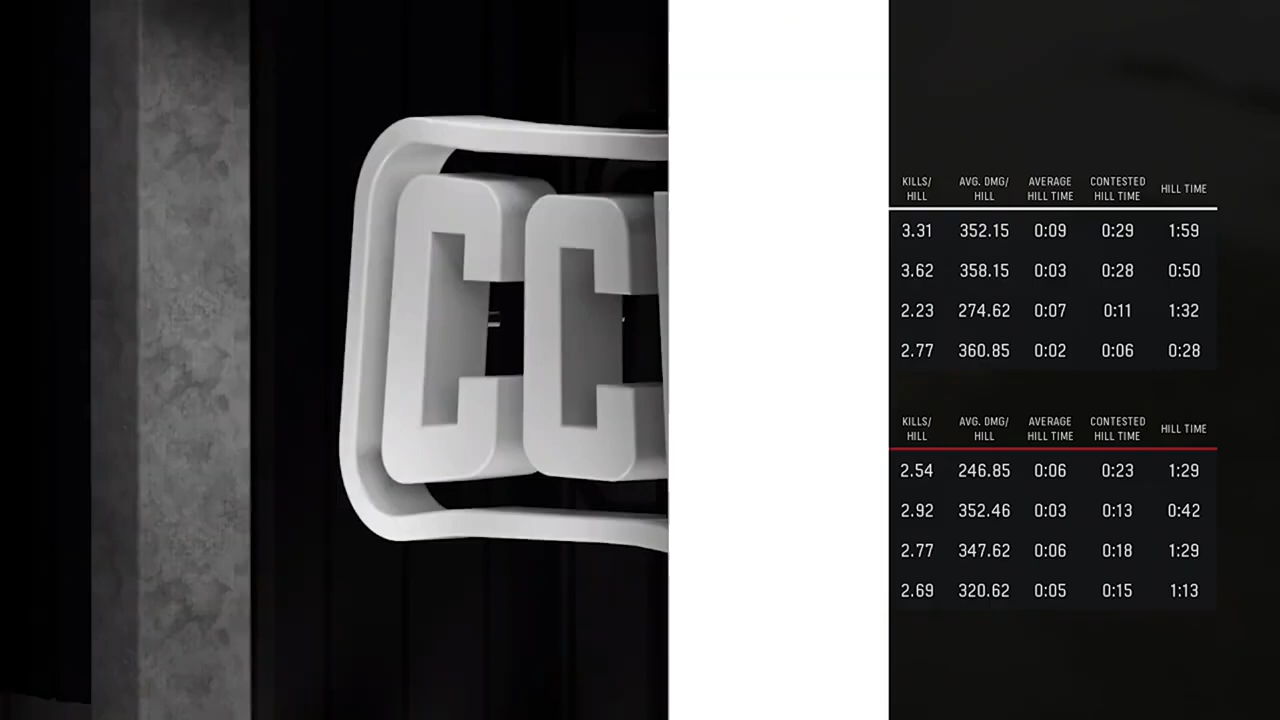 CC
KILLS/ HILL AVG. DMG/ HILL AVERAGE HILL TIME CONTESTED HILL TIME HILL TIME
3.31 352.15 0:09 0:29 1:59
3.62 358.15 0:03 0:28 0:50
2.23 274.62 0:07 0:11 1:32
2.77 360.85 0:02 0:06 0:28
KILLS/ HILL AVG. DMG/ HILL AVERAGE HILL TIME CONTESTED HILL TIME HILL TIME
2.54 246.85 0:06 0:23 1:29
2.92 352.46 0:03 0:13 0:42
2.77 347.62 0:06 0:18 1:29
2.69 320.62 0:05 0:15 1:13